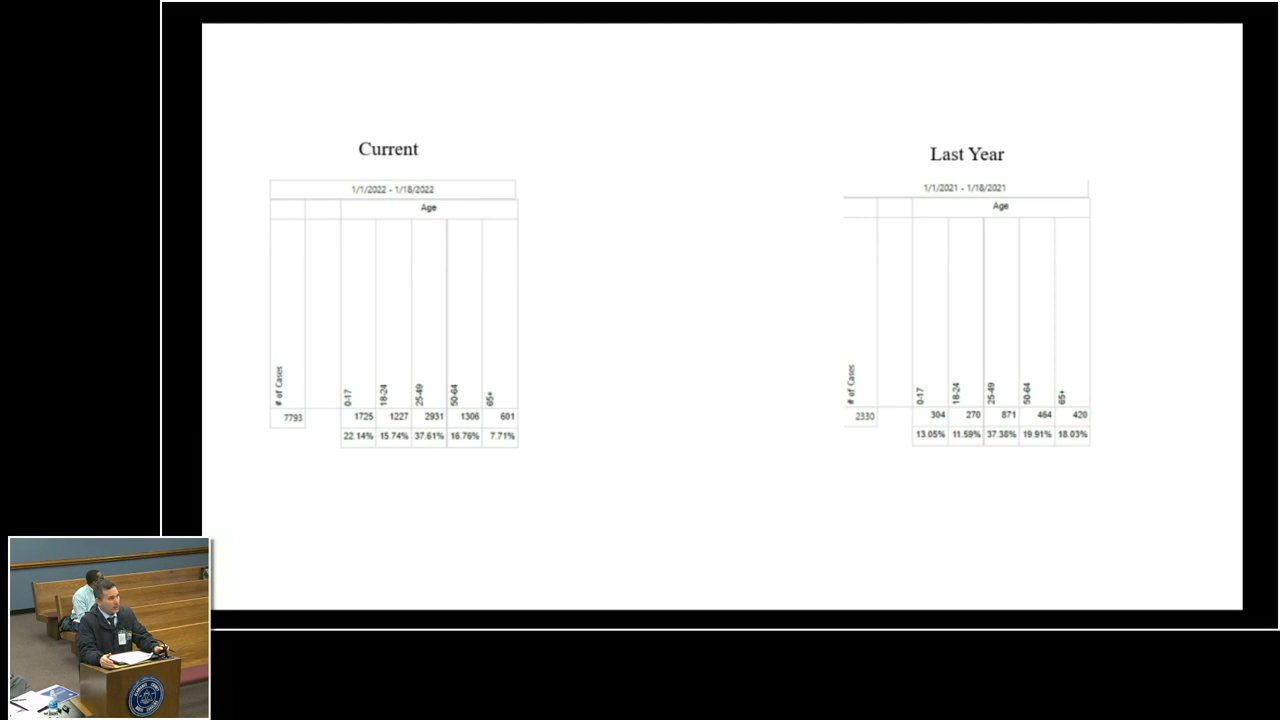 Current
1/1/2022 - 1/18/2022
Age
# of Cases
0-17
18-24
25-49
50-64
65+
7793
1725 1227 2931 1306 601
22.14% 15.74% 37.61% 16.76% 7.71%
Last Year
1/1/2021 - 1/18/2021
Age
# of Cases
0-17
18-24
25-49
50-64
65+
2330
304 270 871 464 420
13.05% 11.59% 37.38% 19.91% 18.03%